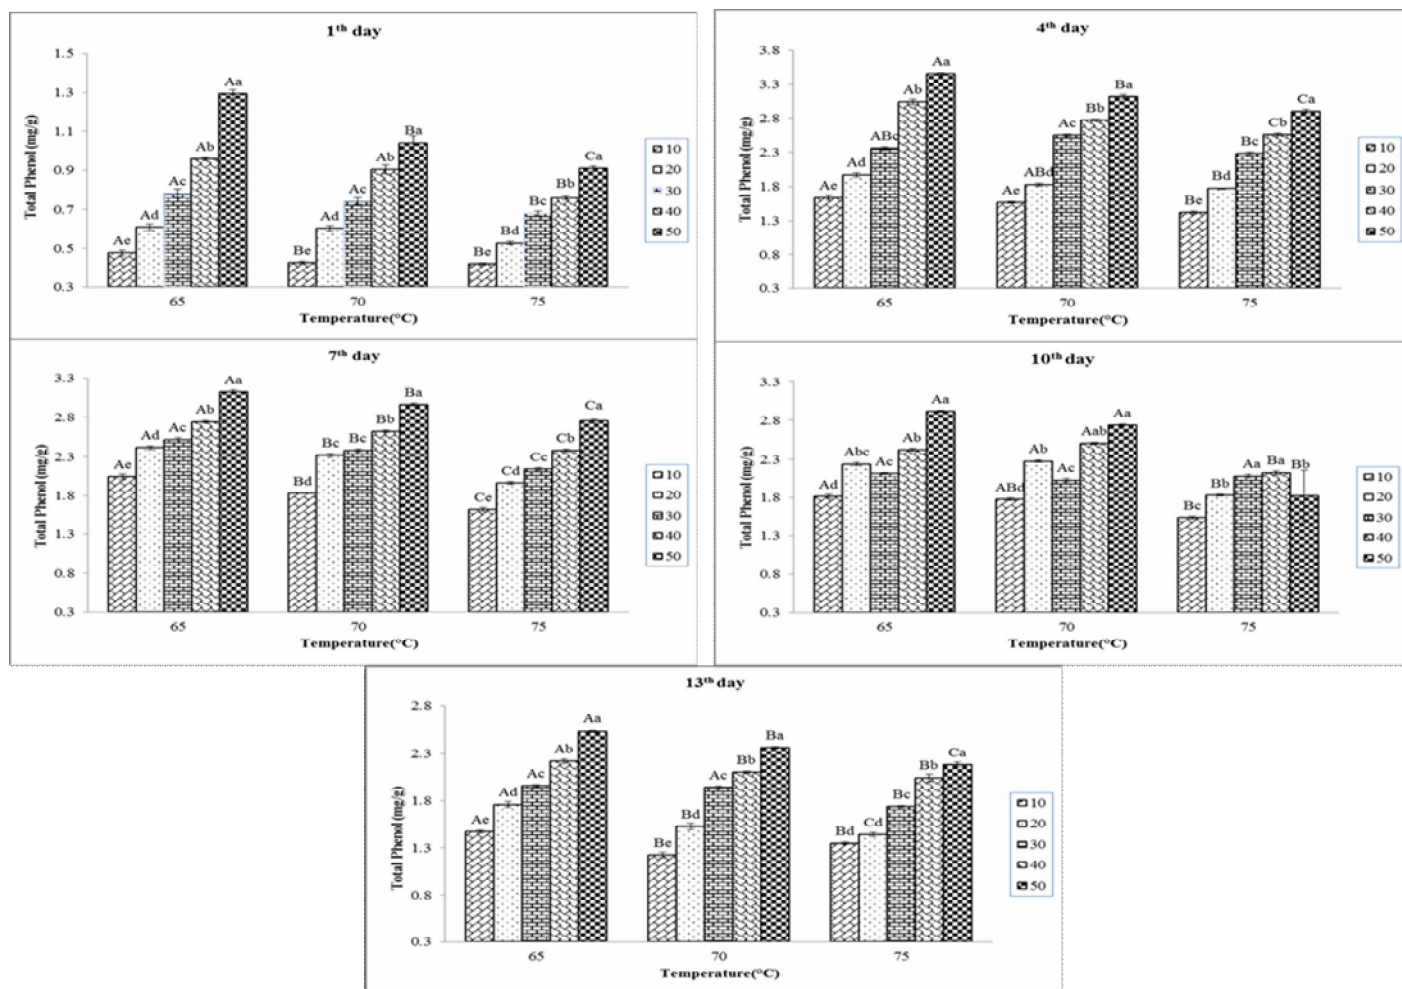 1th day
Total Phenol (mg/g)
1.5
1.3
1.1
0.9
0.7
0.5
0.3
Ae Ad Ac Ab Aa
Be Ad Ac Ab Ba
Be Bd Bc Bb Ca
65 70 75
Temperature(°C)
10
20
30
40
50
4th day
Total Phenol (mg/g)
3.8
3.3
2.8
2.3
1.8
1.3
0.8
0.3
Ae Ad ABc Ab Aa
Ae ABd Ac Bb Ba
Be Bd Bc Cb Ca
65 70 75
Temperature(°C)
10
20
30
40
50
7th day
Total Phenol (mg/g)
3.3
2.8
2.3
1.8
1.3
0.8
0.3
Ae Ad Ac Ab Aa
Bd Bc Bc Bb Ba
Ce Cd Cc Cb Ca
65 70 75
Temperature(°C)
10
20
30
40
50
10th day
Total Phenol (mg/g)
3.3
2.8
2.3
1.8
1.3
0.8
0.3
Ad Abc Ac Ab Aa
ABd Ab Ac Aab Aa
Bc Bb Aa Ba Bb
65 70 75
Temperature(°C)
10
20
30
40
50
13th day
Total Phenol (mg/g)
2.8
2.3
1.8
1.3
0.8
0.3
Ae Ad Ac Ab Aa
Be Bd Ac Bb Ba
Bd Cd Bc Bb Ca
65 70 75
Temperature(°C)
10
20
30
40
50